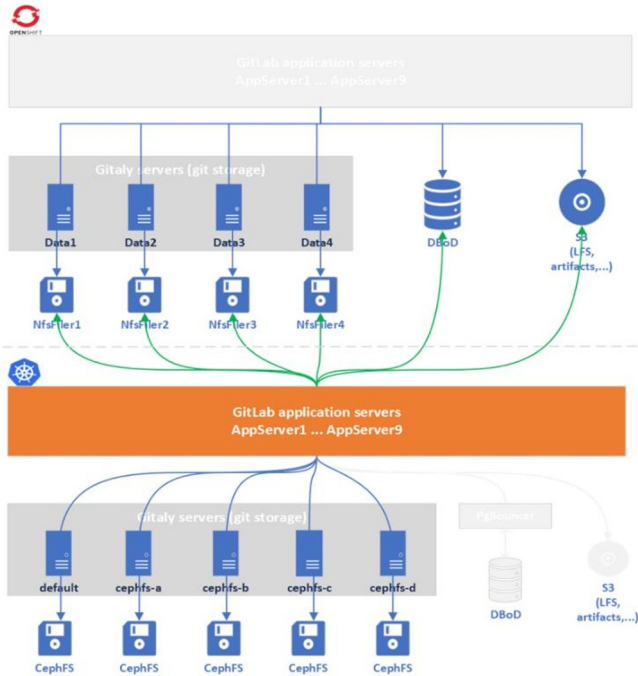 OPENSHIFT
GitLab application servers
AppServer1 ... AppServer9
Gitaly servers (git storage)
Data1 Data2 Data3 Data4
DBoD
S3
(LFS,
artifacts,...)
NfsFiler1 NfsFiler2 NfsFiler3 NfsFiler4
GitLab application servers
AppServer1 ... AppServer9
Gitaly servers (git storage)
PgBouncer
default cephfs-a cephfs-b cephfs-c cephfs-d
DBoD
S3
(LFS,
artifacts,...)
CephFS CephFS CephFS CephFS CephFS